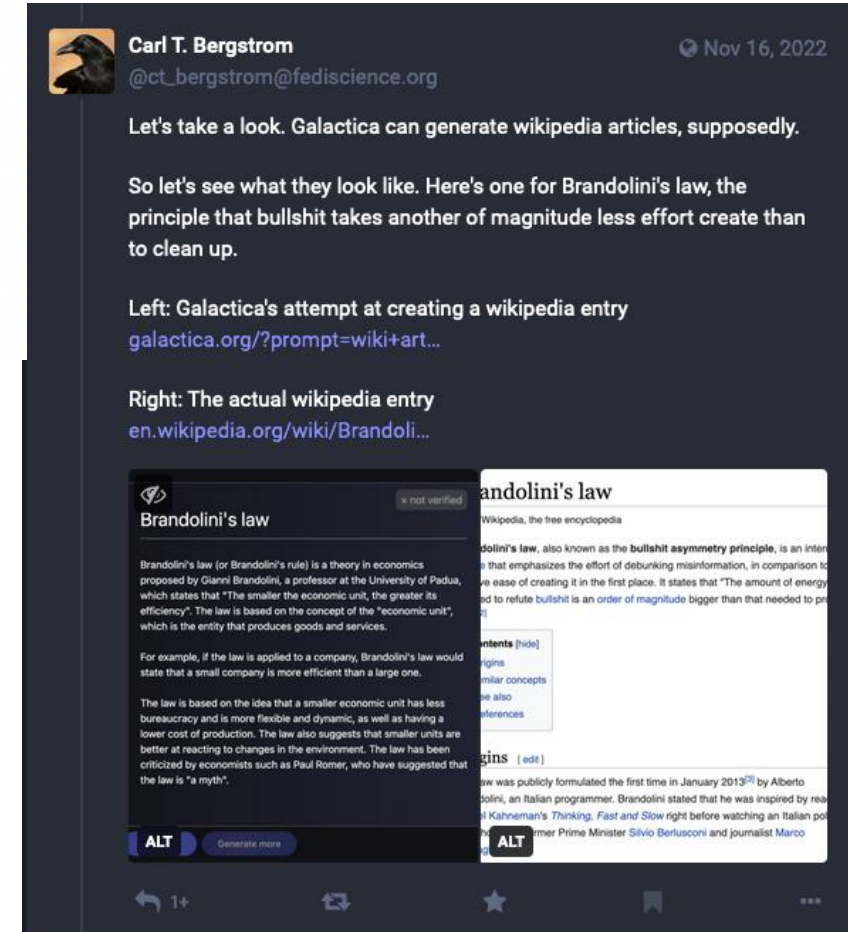 Carl T. Bergstrom
Nov 16, 2022
@ct_bergstrom@fediscience.org
Let's take a look. Galactica can generate wikipedia articles, supposedly.
So let's see what they look like. Here's one for Brandolini's law, the
principle that bullshit takes another of magnitude less effort create than
to clean up.
Left: Galactica's attempt at creating a wikipedia entry
galactica.org/?prompt=wiki+art...
Right: The actual wikipedia entry
en.wikipedia.org/wiki/Brandoli...
× not verified
Brandolini's law
Brandolini's law (or Brandolini's rule) is a theory in economics
proposed by Gianni Brandolini, a professor at the University of Padua,
which states that "The smaller the economic unit, the greater its
efficiency". The law is based on the concept of the "economic unit",
which is the entity that produces goods and services.
For example, if the law is applied to a company, Brandolini's law would
state that a small company is more efficient than a large one.
The law is based on the idea that a smaller economic unit has less
bureaucracy and is more flexible and dynamic, as well as having a
lower cost of production. The law also suggests that smaller units are
better at reacting to changes in the environment. The law has been
criticized by economists such as Paul Romer, who have suggested that
the law is "a myth".
ALT
Generate more
andolini's law
Wikipedia, the free encyclopedia
dolini's law, also known as the bullshit asymmetry principle, is an inter
that emphasizes the effort of debunking misinformation, in comparison to
ve ease of creating it in the first place. It states that "The amount of energy
ed to refute bullshit is an order of magnitude bigger than that needed to pr
ntents [hide]
rigins
milar concepts
ee also
eferences
gins [edit]
aw was publicly formulated the first time in January 2013[3] by Alberto
dolini, an Italian programmer. Brandolini stated that he was inspired by rea
l Kahneman's Thinking, Fast and Slow right before watching an Italian pol
rmer Prime Minister Silvio Berlusconi and journalist Marco
ALT
1+